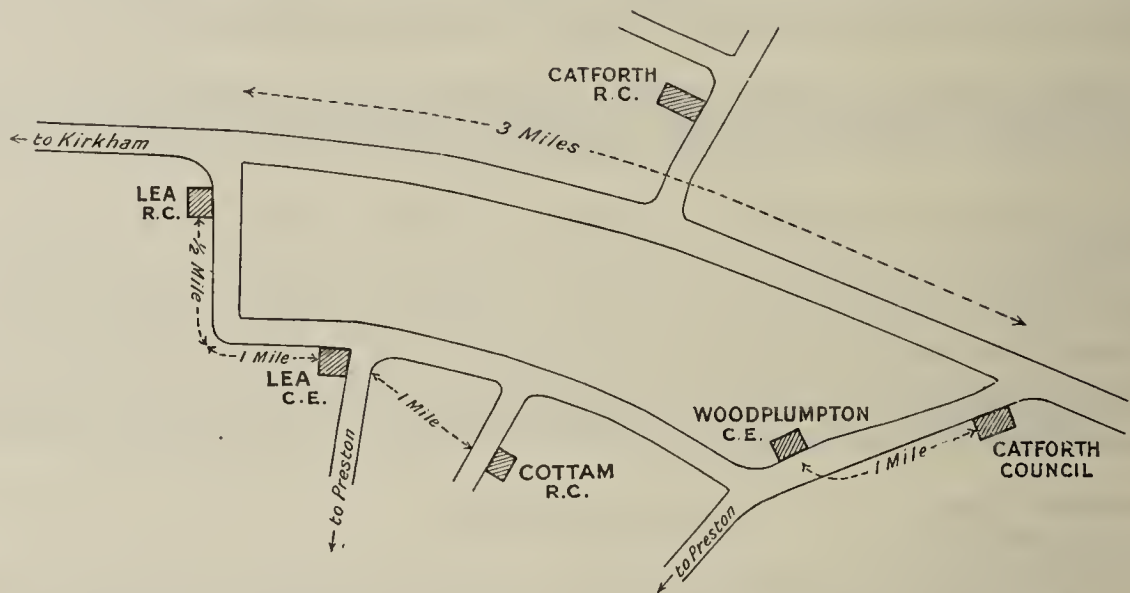 CATFORTH
R.C.
3 Miles
← to Kirkham
LEA
R.C.
½ Mile
1 Mile
LEA
C.E.
1 Mile
COTTAM
R.C.
WOODPLUMPTON
C.E.
1 Mile
CATFORTH
COUNCIL
to Preston
to Preston